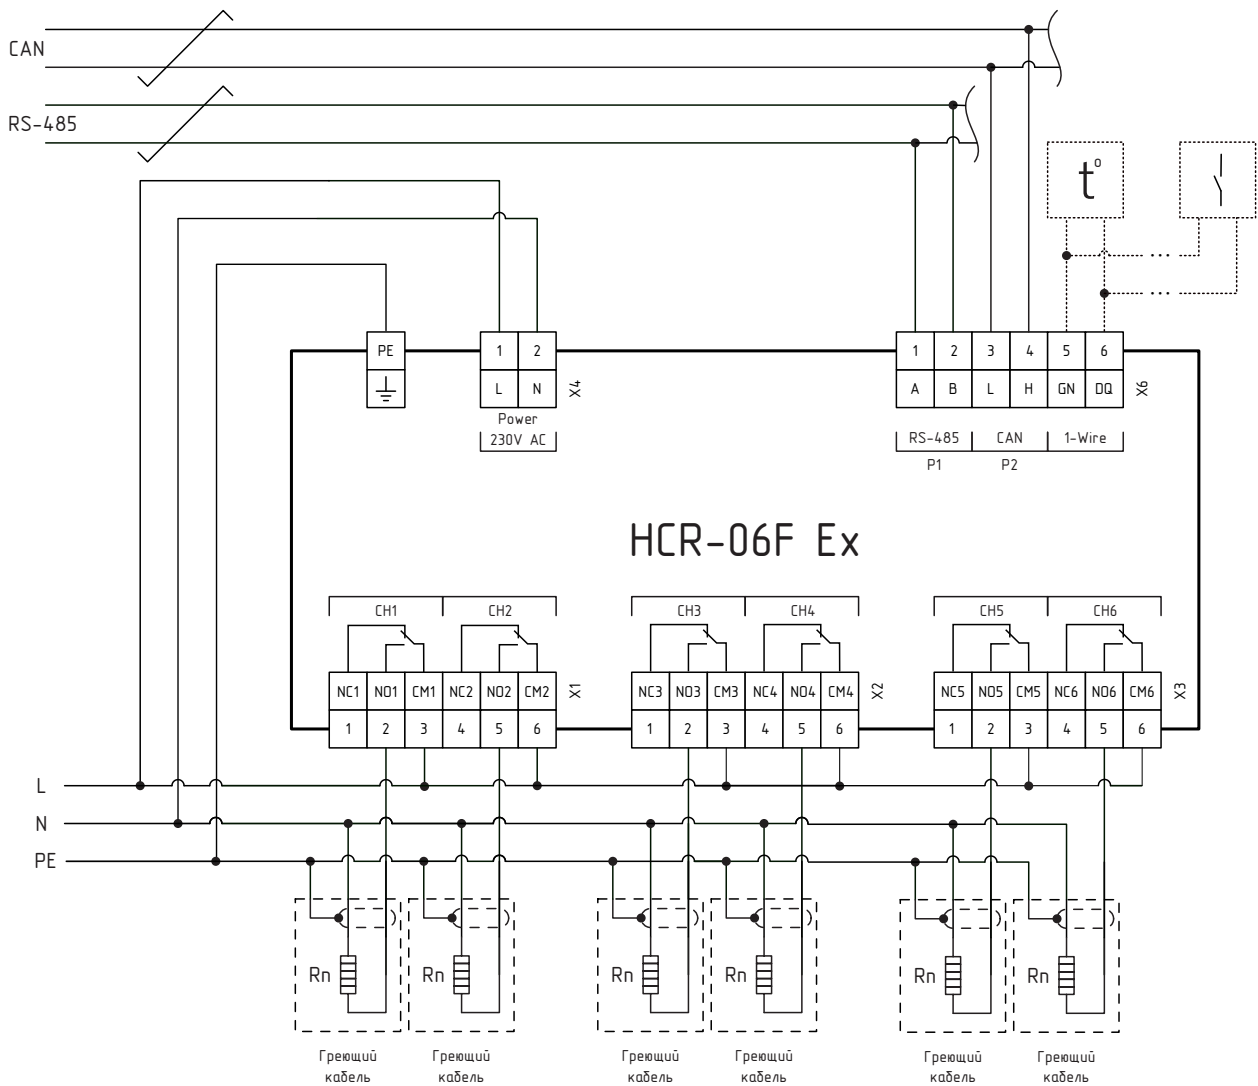 CAN
RS-485
t°
PE 1 2 1 2 3 4 5 6
L N X4 A B L H GN DQ X6
Power
230V AC RS-485 CAN 1-Wire
P1 P2
HCR-06F Ex
CH1 CH2 CH3 CH4 CH5 CH6
NC1 NO1 CM1 NC2 NO2 CM2 X1 NC3 NO3 CM3 NC4 NO4 CM4 X2 NC5 NO5 CM5 NC6 NO6 CM6 X3
1 2 3 4 5 6 1 2 3 4 5 6 1 2 3 4 5 6
L
N
PE
Rn Rn Rn Rn Rn Rn
Греющий Греющий Греющий Греющий Греющий Греющий
кабель кабель кабель кабель кабель кабель